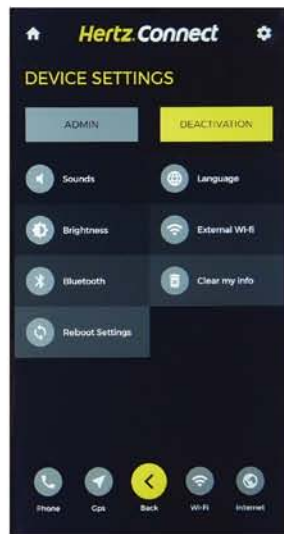 Hertz. Connect
DEVICE SETTINGS
ADMIN
DEACTIVATION
Sounds
Language
Brightness
External Wi-fi
Bluetooth
Clear my info
Reboot Settings
Phone
Gps
Back
Wi-Fi
Internet